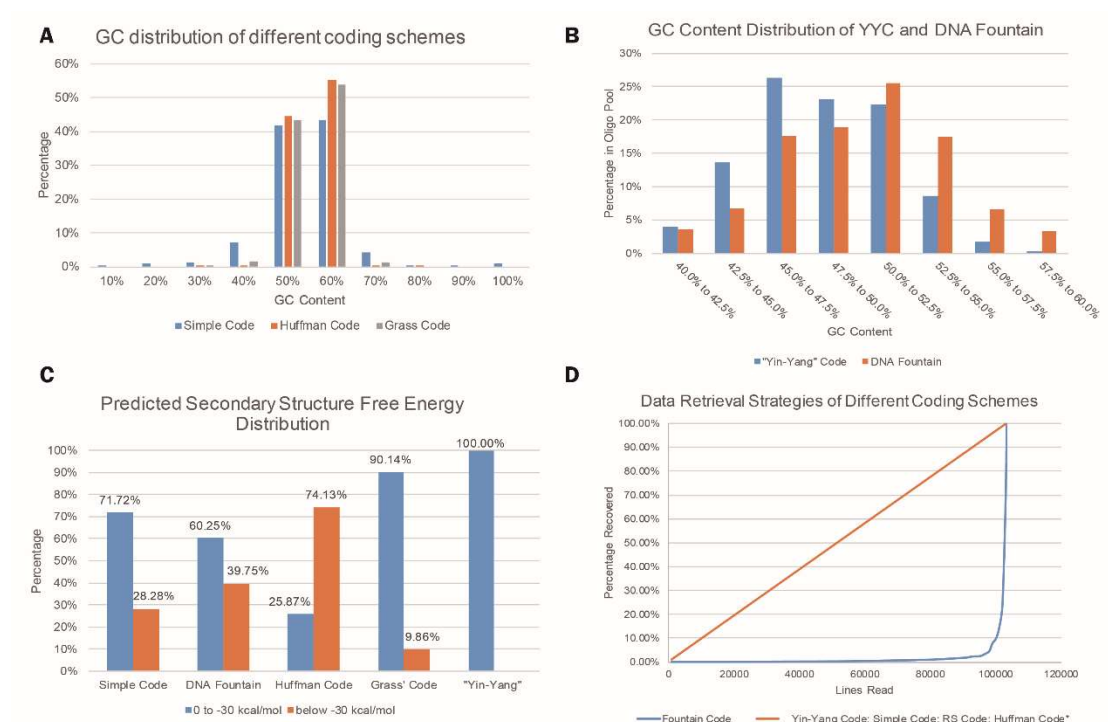 A
GC distribution of different coding schemes
60%
50%
40%
30%
20%
10%
0%
Percentage
10% 20% 30% 40% 50% 60% 70% 80% 90% 100%
GC Content
Simple Code Huffman Code Grass Code
B
GC Content Distribution of YYC and DNA Fountain
30%
25%
20%
15%
10%
5%
0%
Percentage in Oligo Pool
40.0% to 42.5%
42.5% to 45.0%
45.0% to 47.5%
47.5% to 50.0%
50.0% to 52.5%
52.5% to 55.0%
55.0% to 57.5%
57.5% to 60.0%
GC Content
"Yin-Yang" Code DNA Fountain
C
Predicted Secondary Structure Free Energy
Distribution
100%
90%
80%
70%
60%
50%
40%
30%
20%
10%
0%
Percentage
71.72%
28.28%
60.25%
39.75%
25.87%
74.13%
90.14%
9.86%
100.00%
Simple Code DNA Fountain Huffman Code Grass' Code "Yin-Yang"
0 to -30 kcal/mol below -30 kcal/mol
D
Data Retrieval Strategies of Different Coding Schemes
100.00%
90.00%
80.00%
70.00%
60.00%
50.00%
40.00%
30.00%
20.00%
10.00%
0.00%
Percentage Recovered
0 20000 40000 60000 80000 100000 120000
Lines Read
Fountain Code Yin-Yang Code; Simple Code; RS Code; Huffman Code*